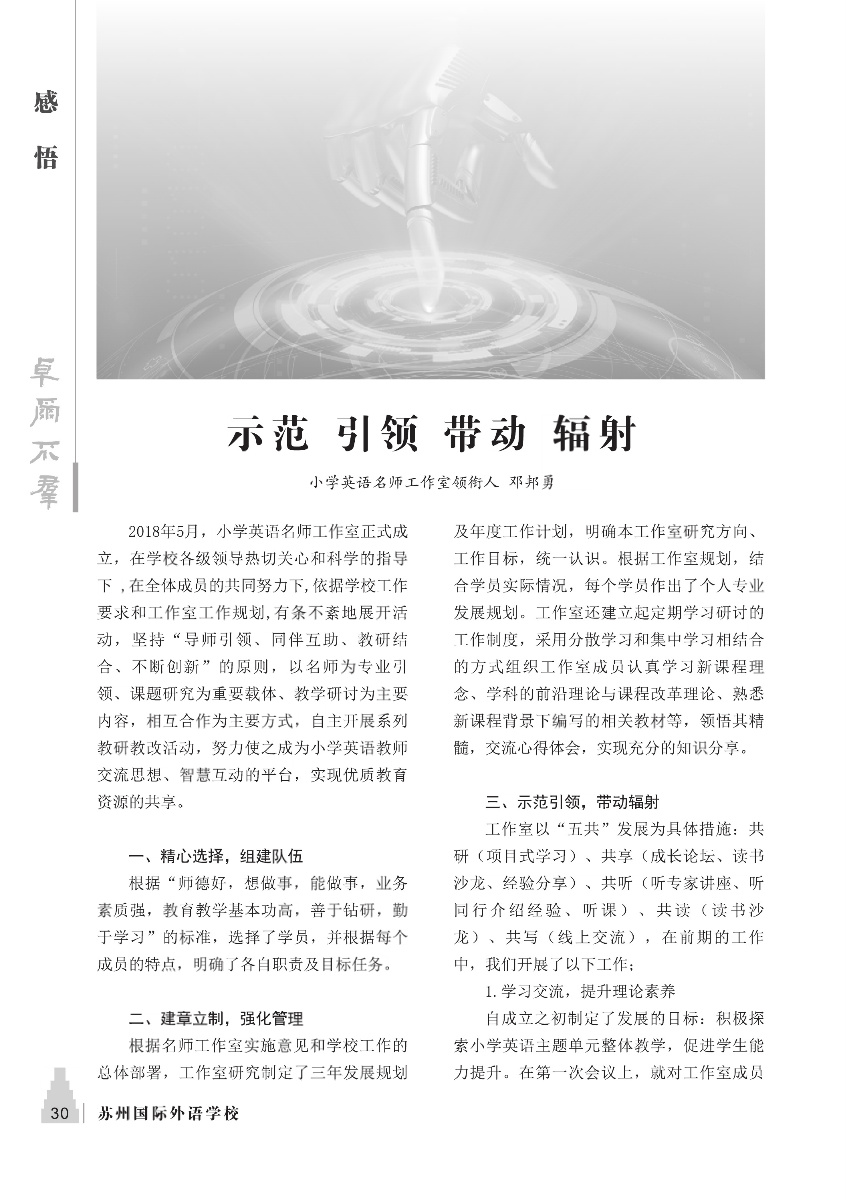 感
悟
卓
爾
不
群
示范 引领 带动 辐射
小学英语名师工作室领衔人 邓邦勇
2018年5月，小学英语名师工作室正式成
立，在学校各级领导热切关心和科学的指导
下 ,在全体成员的共同努力下,依据学校工作
要求和工作室工作规划,有条不紊地展开活
动，坚持“导师引领、同伴互助、教研结
合、不断创新”的原则，以名师为专业引
领、课题研究为重要载体、教学研讨为主要
内容，相互合作为主要方式，自主开展系列
教研教改活动，努力使之成为小学英语教师
交流思想、智慧互动的平台，实现优质教育
资源的共享。
一、精心选择，组建队伍
根据“师德好，想做事，能做事，业务
素质强，教育教学基本功高，善于钻研，勤
于学习”的标准，选择了学员，并根据每个
成员的特点，明确了各自职责及目标任务。
二、建章立制，强化管理
根据名师工作室实施意见和学校工作的
总体部署，工作室研究制定了三年发展规划
及年度工作计划，明确本工作室研究方向、
工作目标，统一认识。根据工作室规划，结
合学员实际情况，每个学员作出了个人专业
发展规划。工作室还建立起定期学习研讨的
工作制度，采用分散学习和集中学习相结合
的方式组织工作室成员认真学习新课程理
念、学科的前沿理论与课程改革理论、熟悉
新课程背景下编写的相关教材等，领悟其精
髓，交流心得体会，实现充分的知识分享。
三、示范引领，带动辐射
工作室以“五共”发展为具体措施：共
研（项目式学习）、共享（成长论坛、读书
沙龙、经验分享）、共听（听专家讲座、听
同行介绍经验、听课）、共读（读书沙
龙）、共写（线上交流），在前期的工作
中，我们开展了以下工作；
1.学习交流，提升理论素养
自成立之初制定了发展的目标：积极探
索小学英语主题单元整体教学，促进学生能
力提升。在第一次会议上，就对工作室成员
30 苏州国际外语学校